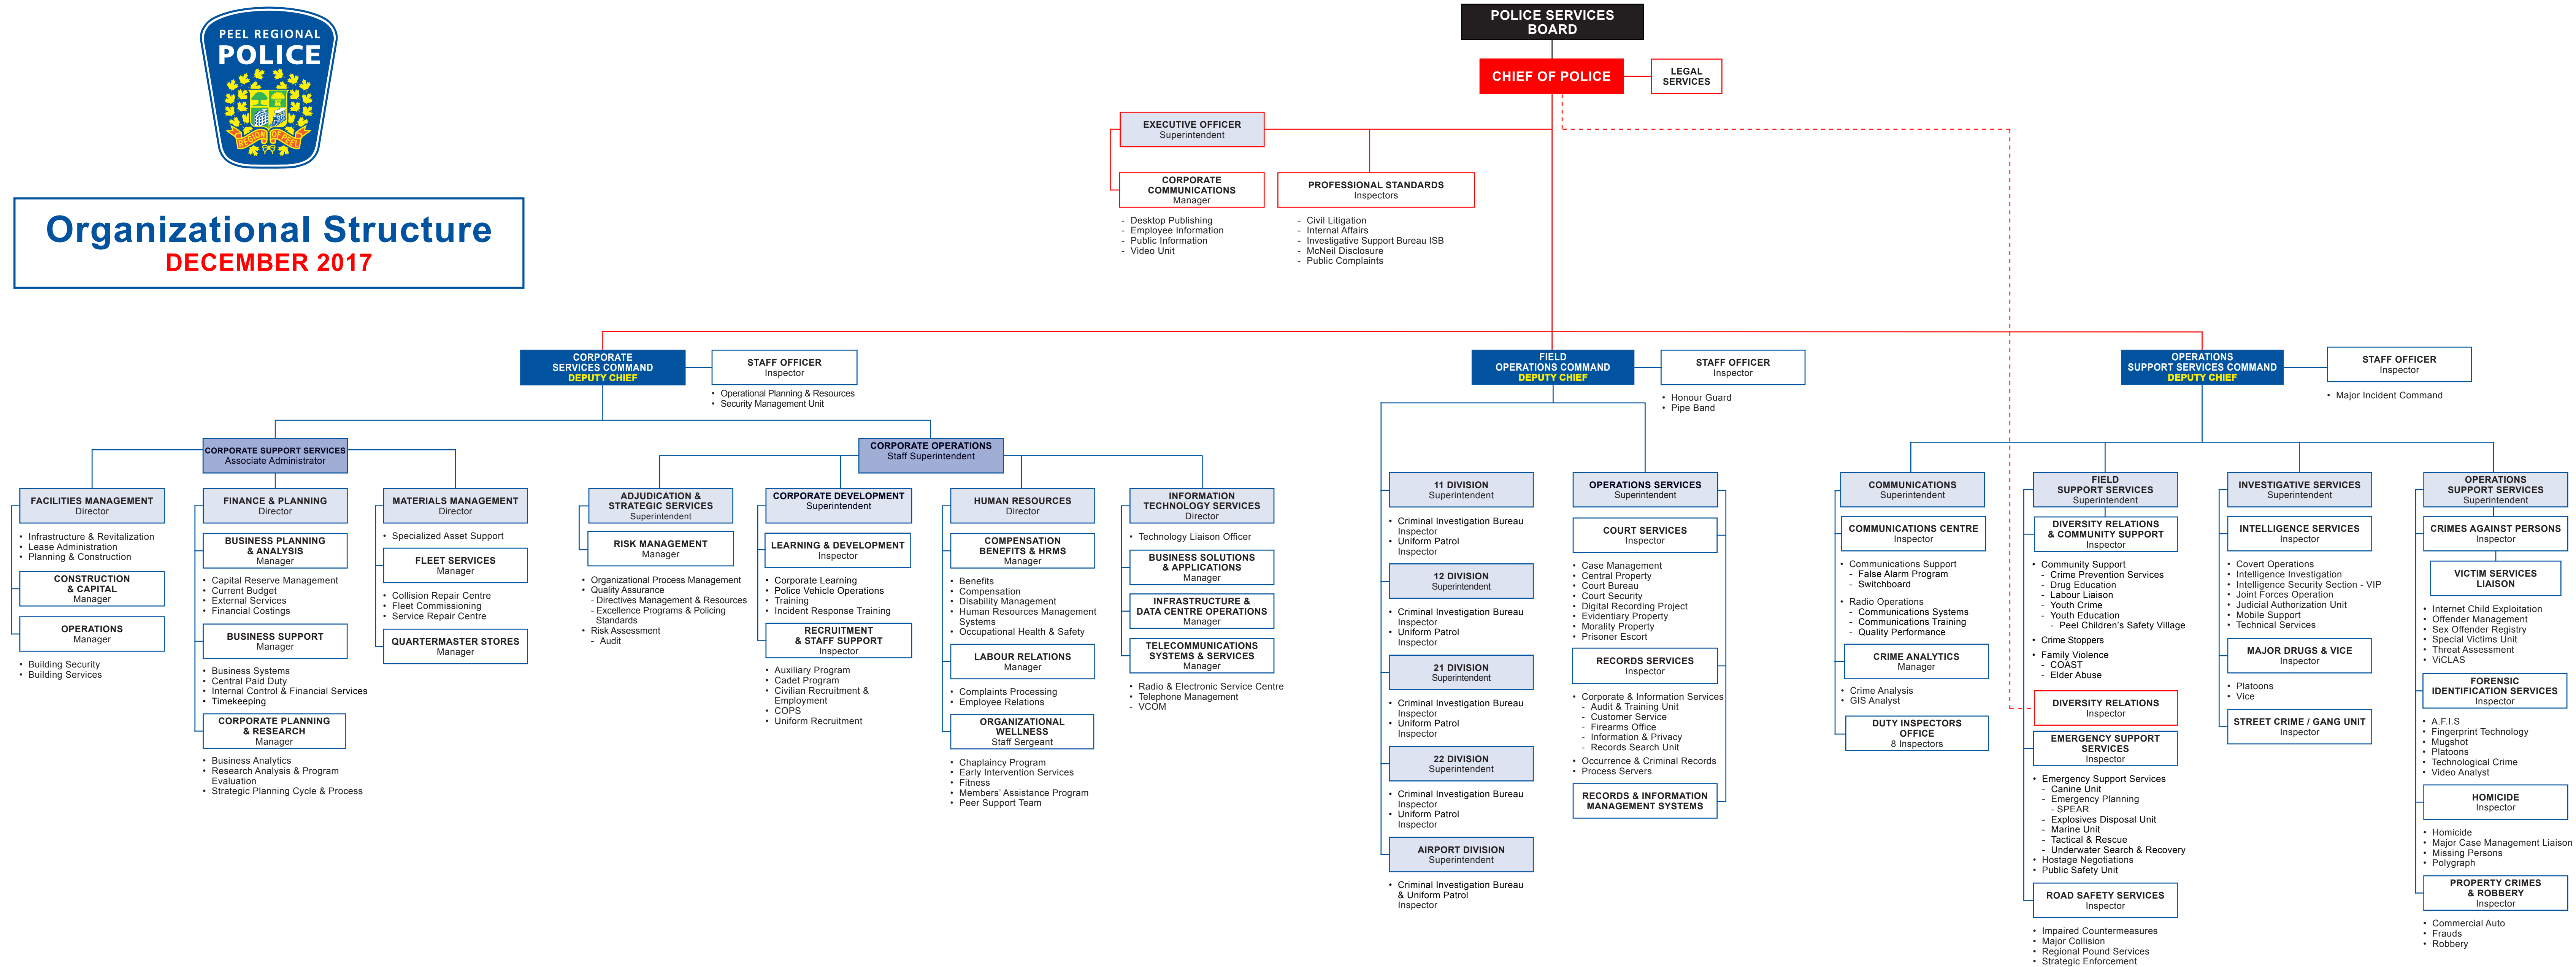 PEEL REGIONAL
POLICE
REGION OF PEEL
Organizational Structure
DECEMBER 2017
POLICE SERVICES
BOARD
CHIEF OF POLICE
LEGAL
SERVICES
EXECUTIVE OFFICER
Superintendent
CORPORATE
COMMUNICATIONS
Manager
- Desktop Publishing
- Employee Information
- Public Information
- Video Unit
PROFESSIONAL STANDARDS
Inspectors
- Civil Litigation
- Internal Affairs
- Investigative Support Bureau ISB
- McNeil Disclosure
- Public Complaints
CORPORATE
SERVICES COMMAND
DEPUTY CHIEF
STAFF OFFICER
Inspector
• Operational Planning & Resources
• Security Management Unit
CORPORATE SUPPORT SERVICES
Associate Administrator
FACILITIES MANAGEMENT
Director
• Infrastructure & Revitalization
• Lease Administration
• Planning & Construction
CONSTRUCTION
& CAPITAL
Manager
OPERATIONS
Manager
• Building Security
• Building Services
FINANCE & PLANNING
Director
BUSINESS PLANNING
& ANALYSIS
Manager
• Capital Reserve Management
• Current Budget
• External Services
• Financial Costings
BUSINESS SUPPORT
Manager
• Business Systems
• Central Paid Duty
• Internal Control & Financial Services
• Timekeeping
CORPORATE PLANNING
& RESEARCH
Manager
• Business Analytics
• Research Analysis & Program
Evaluation
• Strategic Planning Cycle & Process
MATERIALS MANAGEMENT
Director
• Specialized Asset Support
FLEET SERVICES
Manager
• Collision Repair Centre
• Fleet Commissioning
• Service Repair Centre
QUARTERMASTER STORES
Manager
CORPORATE OPERATIONS
Staff Superintendent
ADJUDICATION &
STRATEGIC SERVICES
Superintendent
RISK MANAGEMENT
Manager
• Organizational Process Management
• Quality Assurance
- Directives Management & Resources
- Excellence Programs & Policing
Standards
• Risk Assessment
- Audit
CORPORATE DEVELOPMENT
Superintendent
LEARNING & DEVELOPMENT
Inspector
• Corporate Learning
• Police Vehicle Operations
• Training
• Incident Response Training
RECRUITMENT
& STAFF SUPPORT
Inspector
• Auxiliary Program
• Cadet Program
• Civilian Recruitment &
Employment
• COPS
• Uniform Recruitment
HUMAN RESOURCES
Director
COMPENSATION
BENEFITS & HRMS
Manager
• Benefits
• Compensation
• Disability Management
• Human Resources Management
Systems
• Occupational Health & Safety
LABOUR RELATIONS
Manager
• Complaints Processing
• Employee Relations
ORGANIZATIONAL
WELLNESS
Staff Sergeant
• Chaplaincy Program
• Early Intervention Services
• Fitness
• Members' Assistance Program
• Peer Support Team
INFORMATION
TECHNOLOGY SERVICES
Director
• Technology Liaison Officer
BUSINESS SOLUTIONS
& APPLICATIONS
Manager
INFRASTRUCTURE &
DATA CENTRE OPERATIONS
Manager
TELECOMMUNICATIONS
SYSTEMS & SERVICES
Manager
• Radio & Electronic Service Centre
• Telephone Management
- VCOM
FIELD
OPERATIONS COMMAND
DEPUTY CHIEF
STAFF OFFICER
Inspector
• Honour Guard
• Pipe Band
11 DIVISION
Superintendent
• Criminal Investigation Bureau
Inspector
• Uniform Patrol
Inspector
12 DIVISION
Superintendent
• Criminal Investigation Bureau
Inspector
• Uniform Patrol
Inspector
21 DIVISION
Superintendent
• Criminal Investigation Bureau
Inspector
• Uniform Patrol
Inspector
22 DIVISION
Superintendent
• Criminal Investigation Bureau
Inspector
• Uniform Patrol
Inspector
AIRPORT DIVISION
Superintendent
• Criminal Investigation Bureau
& Uniform Patrol
Inspector
OPERATIONS SERVICES
Superintendent
COURT SERVICES
Inspector
• Case Management
• Central Property
• Court Bureau
• Court Security
• Digital Recording Project
• Evidentiary Property
• Morality Property
• Prisoner Escort
RECORDS SERVICES
Inspector
• Corporate & Information Services
- Audit & Training Unit
- Customer Service
- Firearms Office
- Information & Privacy
- Records Search Unit
• Occurrence & Criminal Records
• Process Servers
RECORDS & INFORMATION
MANAGEMENT SYSTEMS
OPERATIONS
SUPPORT SERVICES COMMAND
DEPUTY CHIEF
STAFF OFFICER
Inspector
• Major Incident Command
COMMUNICATIONS
Superintendent
COMMUNICATIONS CENTRE
Inspector
• Communications Support
- False Alarm Program
- Switchboard
• Radio Operations
- Communications Systems
- Communications Training
- Quality Performance
CRIME ANALYTICS
Manager
• Crime Analysis
• GIS Analyst
DUTY INSPECTORS
OFFICE
8 Inspectors
FIELD
SUPPORT SERVICES
Superintendent
DIVERSITY RELATIONS
& COMMUNITY SUPPORT
Inspector
• Community Support
- Crime Prevention Services
- Drug Education
- Labour Liaison
- Youth Crime
- Youth Education
- Peel Children's Safety Village
• Crime Stoppers
• Family Violence
- COAST
- Elder Abuse
DIVERSITY RELATIONS
Inspector
EMERGENCY SUPPORT
SERVICES
Inspector
• Emergency Support Services
- Canine Unit
- Emergency Planning
- SPEAR
- Explosives Disposal Unit
- Marine Unit
- Tactical & Rescue
- Underwater Search & Recovery
• Hostage Negotiations
• Public Safety Unit
ROAD SAFETY SERVICES
Inspector
• Impaired Countermeasures
• Major Collision
• Regional Pound Services
• Strategic Enforcement
INVESTIGATIVE SERVICES
Superintendent
INTELLIGENCE SERVICES
Inspector
• Covert Operations
• Intelligence Investigation
• Intelligence Security Section - VIP
• Joint Forces Operation
• Judicial Authorization Unit
• Mobile Support
• Technical Services
MAJOR DRUGS & VICE
Inspector
• Platoons
• Vice
STREET CRIME / GANG UNIT
Inspector
OPERATIONS
SUPPORT SERVICES
Superintendent
CRIMES AGAINST PERSONS
Inspector
VICTIM SERVICES
LIAISON
• Internet Child Exploitation
• Offender Management
• Sex Offender Registry
• Special Victims Unit
• Threat Assessment
• ViCLAS
FORENSIC
IDENTIFICATION SERVICES
Inspector
• A.F.I.S
• Fingerprint Technology
• Mugshot
• Platoons
• Technological Crime
• Video Analyst
HOMICIDE
Inspector
• Homicide
• Major Case Management Liaison
• Missing Persons
• Polygraph
PROPERTY CRIMES
& ROBBERY
Inspector
• Commercial Auto
• Frauds
• Robbery